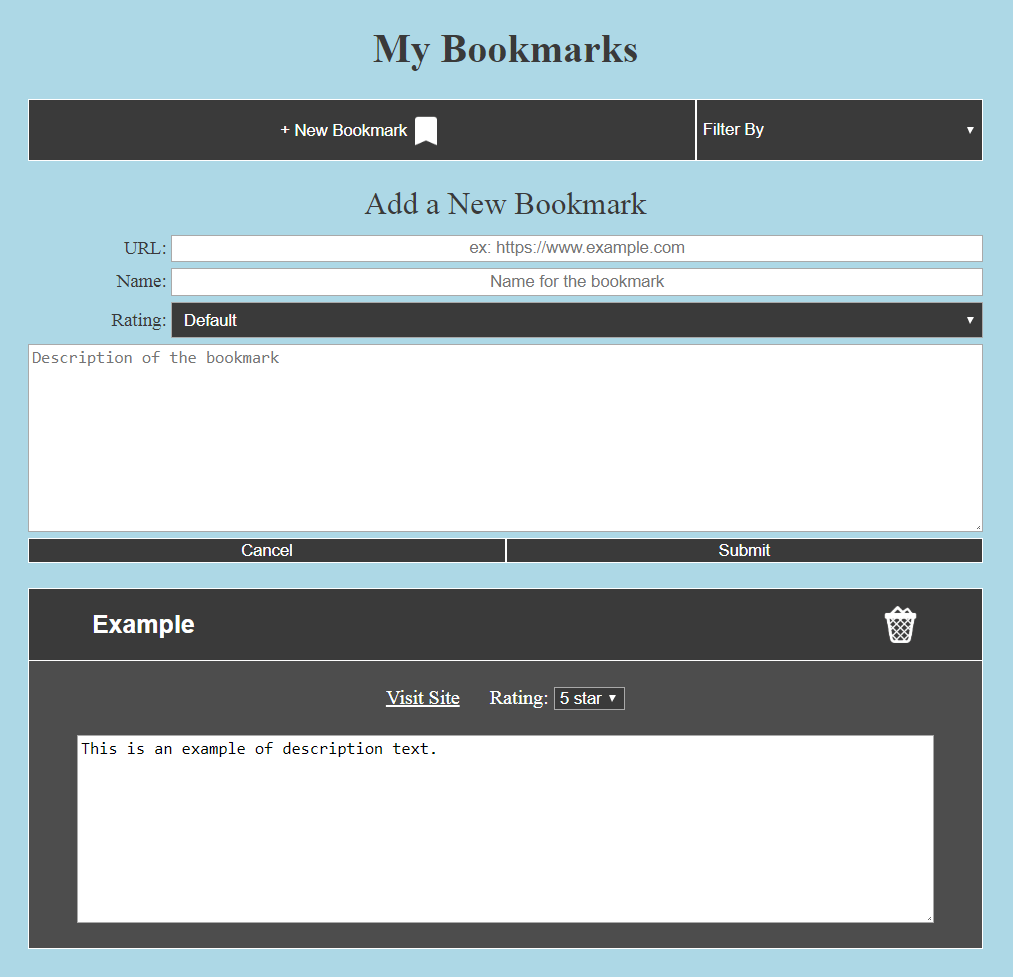 My Bookmarks
+ New Bookmark
Filter By
Add a New Bookmark
URL: ex: https://www.example.com
Name: Name for the bookmark
Rating: Default
Description of the bookmark
Cancel
Submit
Example
Visit Site Rating: 5 star
This is an example of description text.